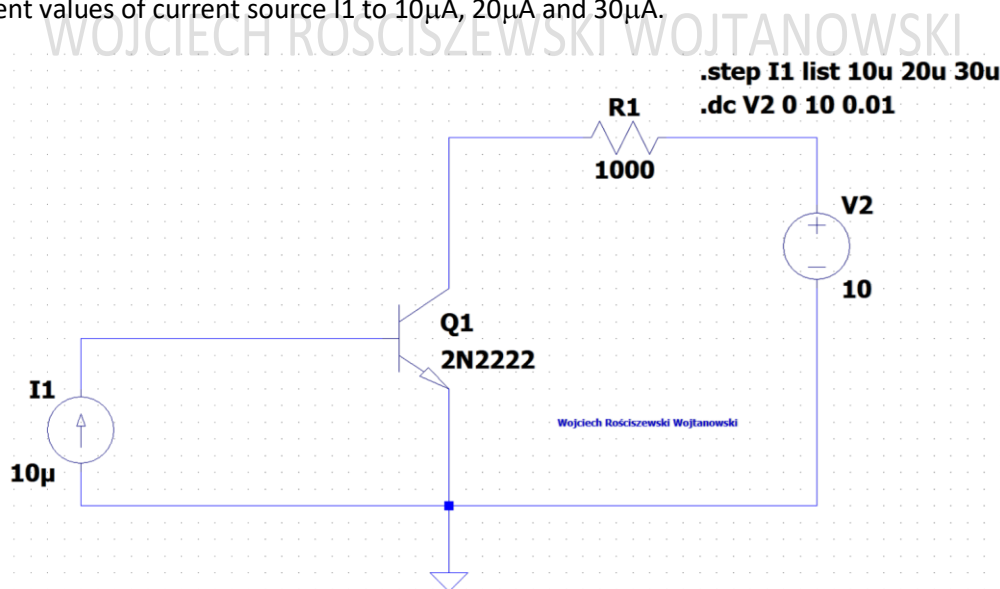 ent values of current source I1 to 10μA, 20μA and 30μA.
WOJCIECH ROŚCISZEWSKI WOJTANOWSKI
.step I1 list 10u 20u 30u
.dc V2 0 10 0.01
R1
1000
V2
10
Q1
2N2222
I1
10μ
Wojciech Rościszewski Wojtanowski